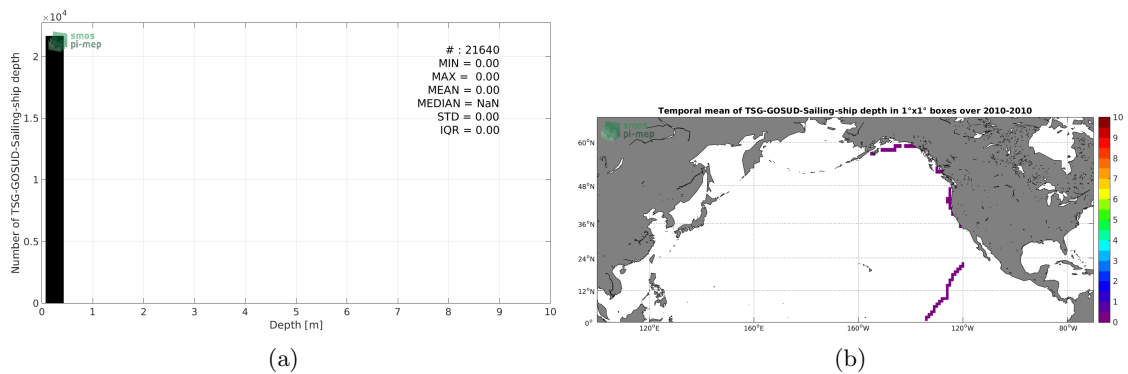 ×10⁴
smos
pi-mep
# : 21640
MIN = 0.00
MAX = 0.00
MEAN = 0.00
MEDIAN = NaN
STD = 0.00
IQR = 0.00
Number of TSG-GOSUD-Sailing-ship depth
2
1.5
1
0.5
0
0 1 2 3 4 5 6 7 8 9 10
Depth [m]
(a)
Temporal mean of TSG-GOSUD-Sailing-ship depth in 1°x1° boxes over 2010-2010
smos
pi-mep
60°N
48°N
36°N
24°N
12°N
0°
120°E 160°E 160°W 120°W 80°W
10
9
8
7
6
5
4
3
2
1
0
(b)